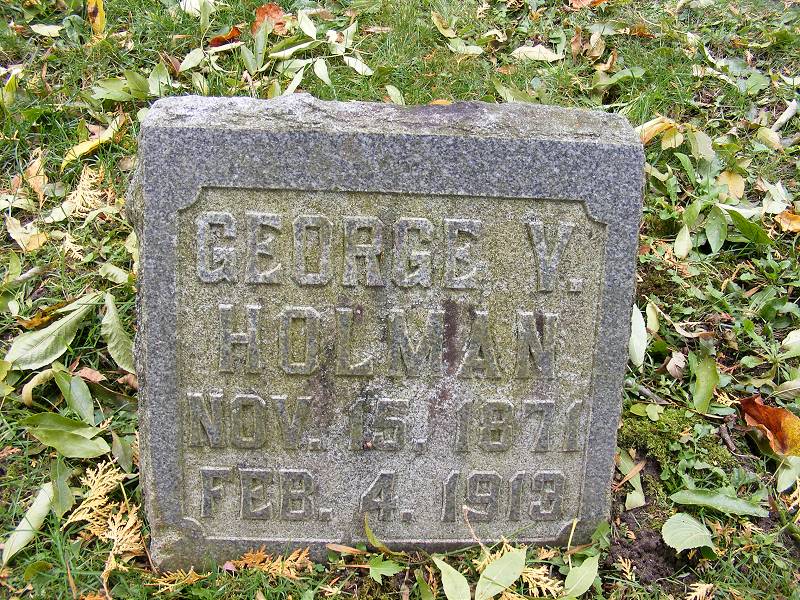 GEORGE V.
HOLMAN
NOV. 15. 1871
FEB. 4. 1913